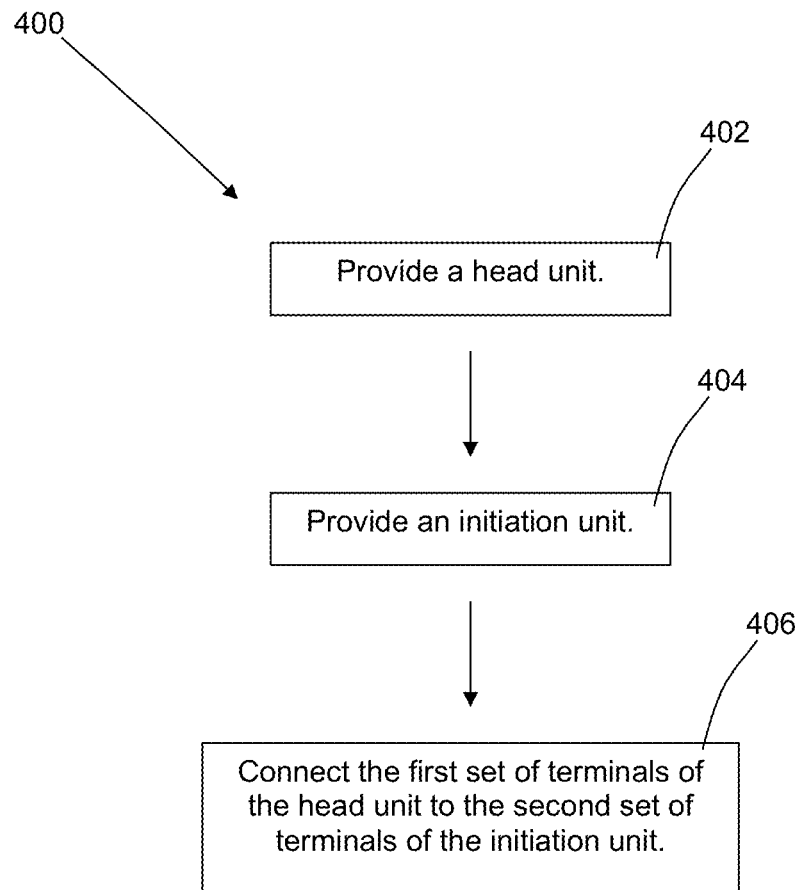 400
402
Provide a head unit.
404
Provide an initiation unit.
406
Connect the first set of terminals of
the head unit to the second set of
terminals of the initiation unit.